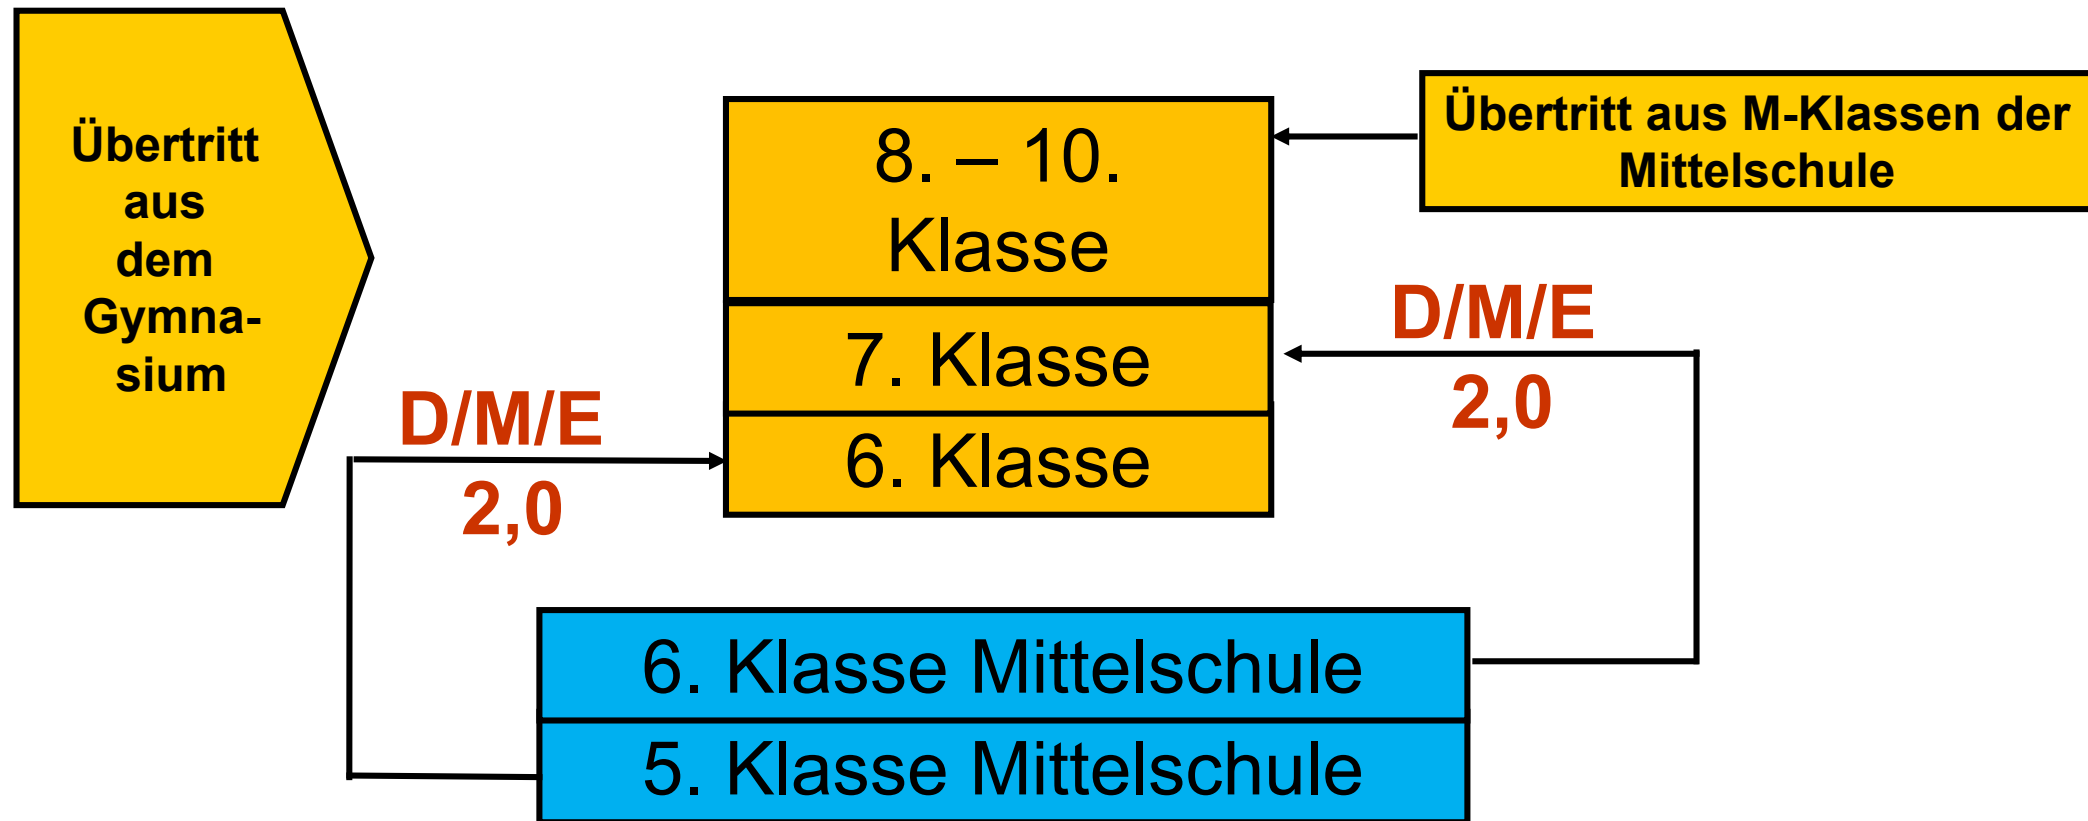 Übertritt
aus
dem
Gymna-
sium
8. – 10.
Klasse
7. Klasse
6. Klasse
Übertritt aus M-Klassen der
Mittelschule
D/M/E
2,0
D/M/E
2,0
6. Klasse Mittelschule
5. Klasse Mittelschule